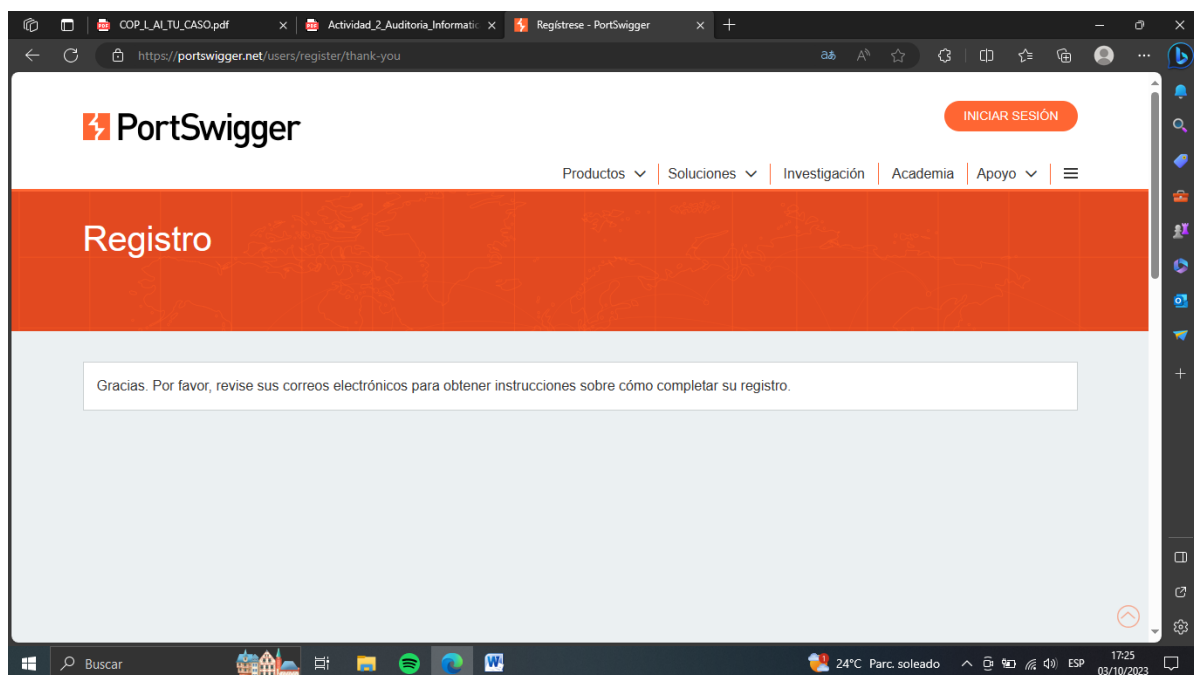 COP_L_AI_TU_CASO.pdf
Actividad_2_Auditoria_Informatic
Regístrese - PortSwigger
https://portswigger.net/users/register/thank-you
PortSwigger
INICIAR SESIÓN
Productos
Soluciones
Investigación
Academia
Apoyo
Registro
Gracias. Por favor, revise sus correos electrónicos para obtener instrucciones sobre cómo completar su registro.
Buscar
24°C Parc. soleado
ESP
17:25
03/10/2023